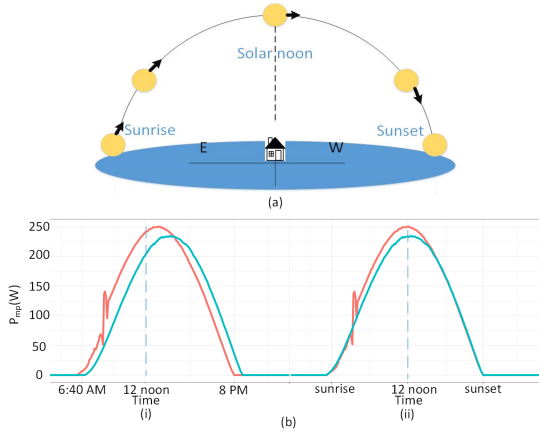 Solar noon
Sunrise
Sunset
E
W
(a)
250
200
150
100
50
0
P_mp(W)
6:40 AM
12 noon
8 PM
sunrise
12 noon
sunset
Time
Time
(i)
(b)
(ii)